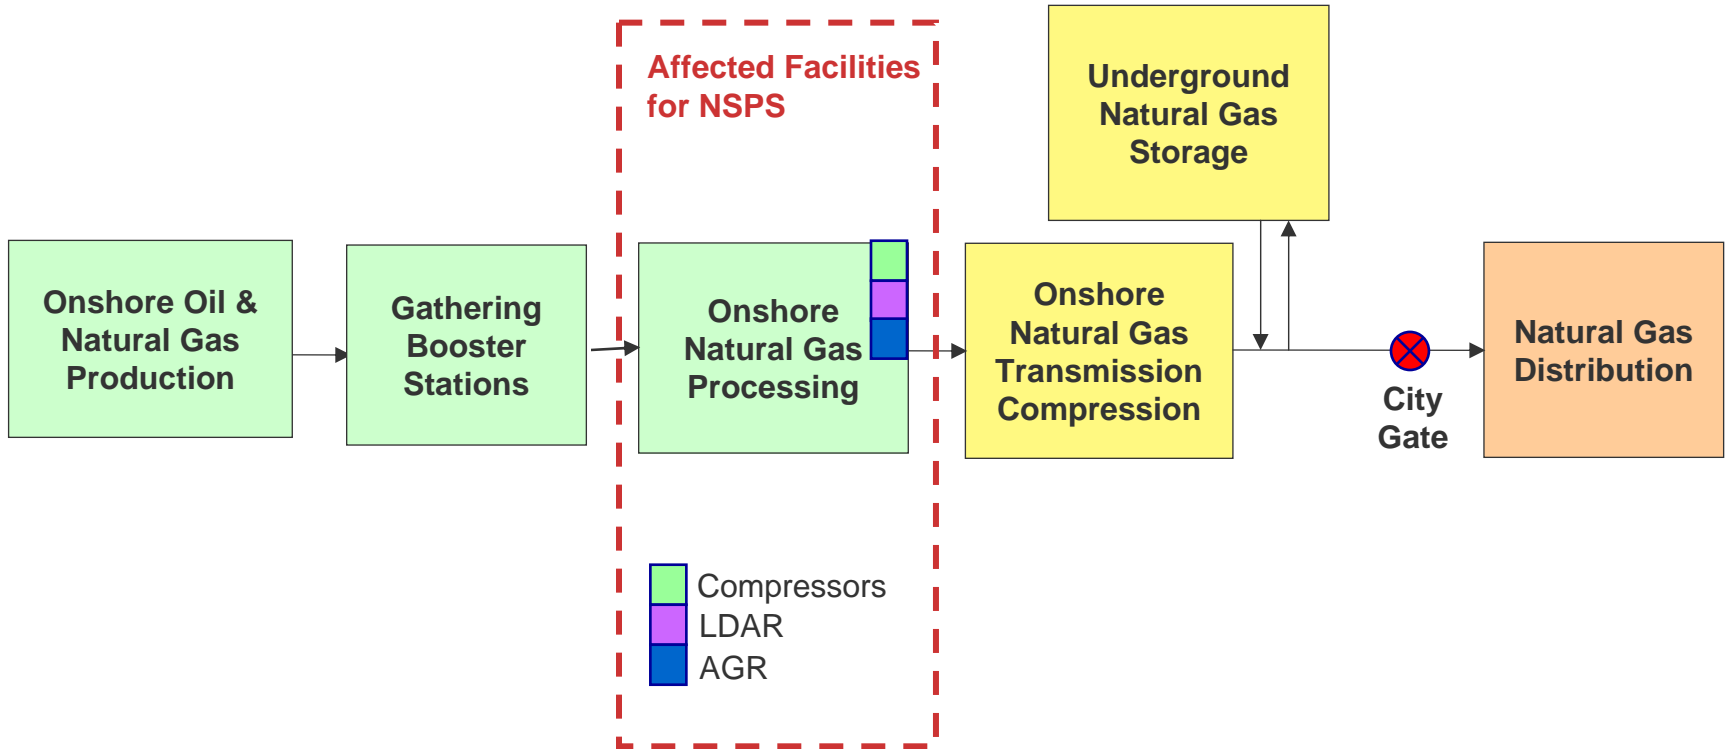 Affected Facilities
for NSPS
Underground
Natural Gas
Storage
Onshore Oil &
Natural Gas
Production
Gathering
Booster
Stations
Onshore
Natural Gas
Processing
Onshore
Natural Gas
Transmission
Compression
City
Gate
Natural Gas
Distribution
Compressors
LDAR
AGR